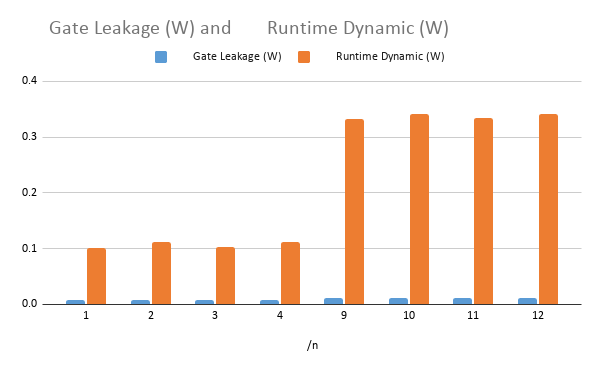 Gate Leakage (W) and Runtime Dynamic (W)
Gate Leakage (W) Runtime Dynamic (W)
0.4
0.3
0.2
0.1
0.0
1 2 3 4 9 10 11 12
/n